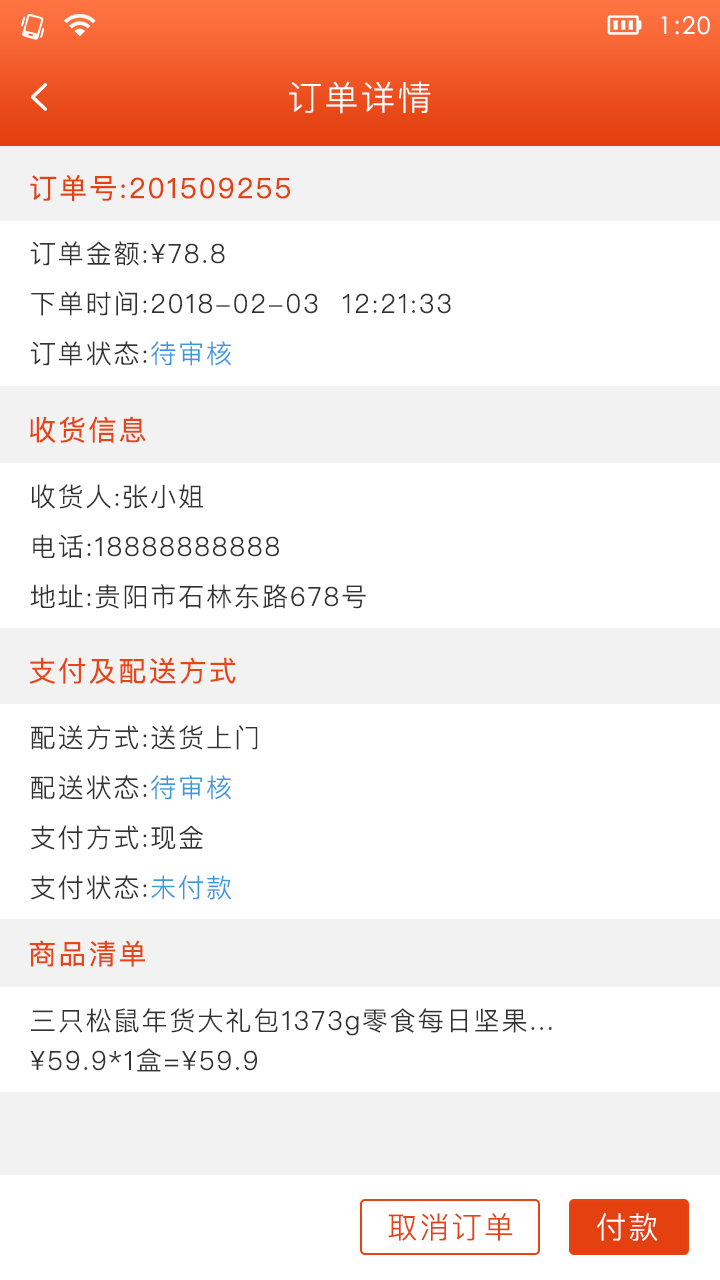 1:20
订单详情
订单号:201509255
订单金额:¥78.8
下单时间:2018-02-03 12:21:33
订单状态:待审核
收货信息
收货人:张小姐
电话:18888888888
地址:贵阳市石林东路678号
支付及配送方式
配送方式:送货上门
配送状态:待审核
支付方式:现金
支付状态:未付款
商品清单
三只松鼠年货大礼包1373g零食每日坚果...
¥59.9*1盒=¥59.9
取消订单 付款